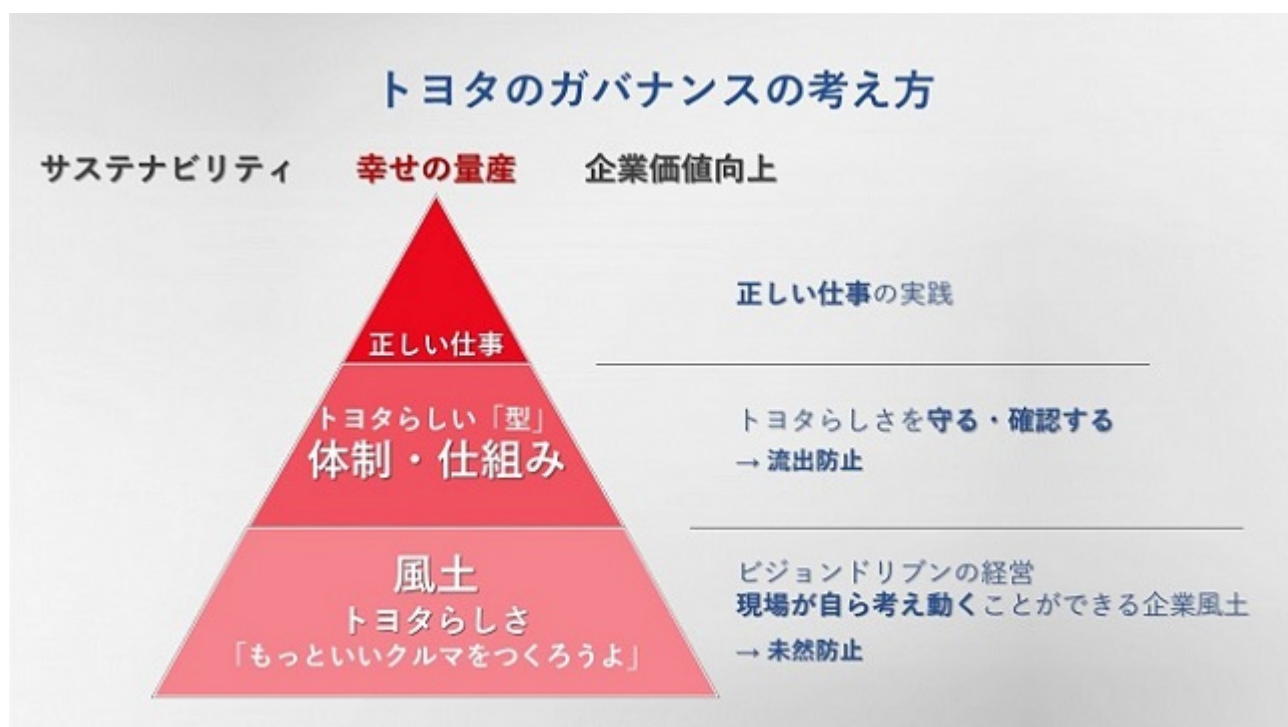 トヨタのガバナンスの考え方
サステナビリティ 幸せの量産 企業価値向上
正しい仕事
正しい仕事の実践
トヨタらしい「型」
体制・仕組み
トヨタらしさを守る・確認する
→ 流出防止
風土
トヨタらしさ
「もっといいクルマをつくろうよ」
ビジョンドリブンの経営
現場が自ら考え動くことができる企業風土
→ 未然防止